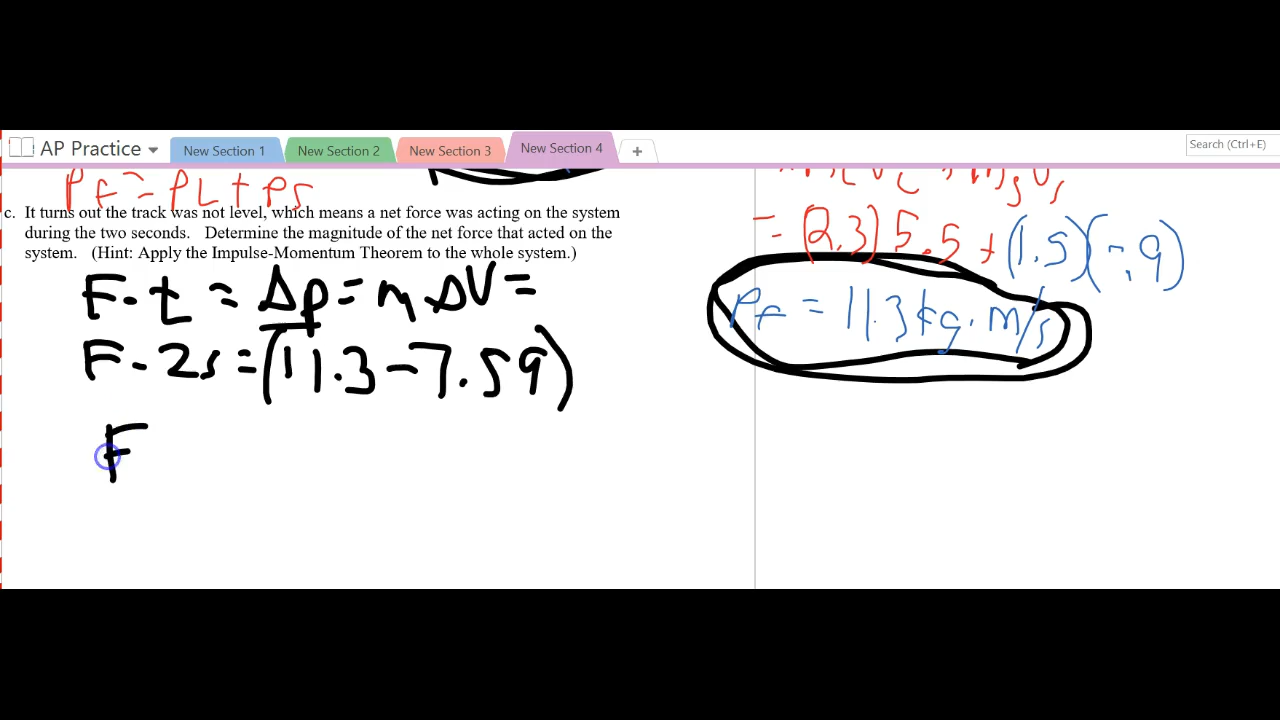 AP Practice
New Section 1
New Section 2
New Section 3
New Section 4
+
Search (Ctrl+E)
PF = PL + PS
c. It turns out the track was not level, which means a net force was acting on the system
during the two seconds. Determine the magnitude of the net force that acted on the
system. (Hint: Apply the Impulse-Momentum Theorem to the whole system.)
F · t = Δp = m ΔV =
F · 2s = (11.3 - 7.59)
F
= (2.3) 5.5 + (1.5)(-.9)
PF = 11.3 kg · m/s